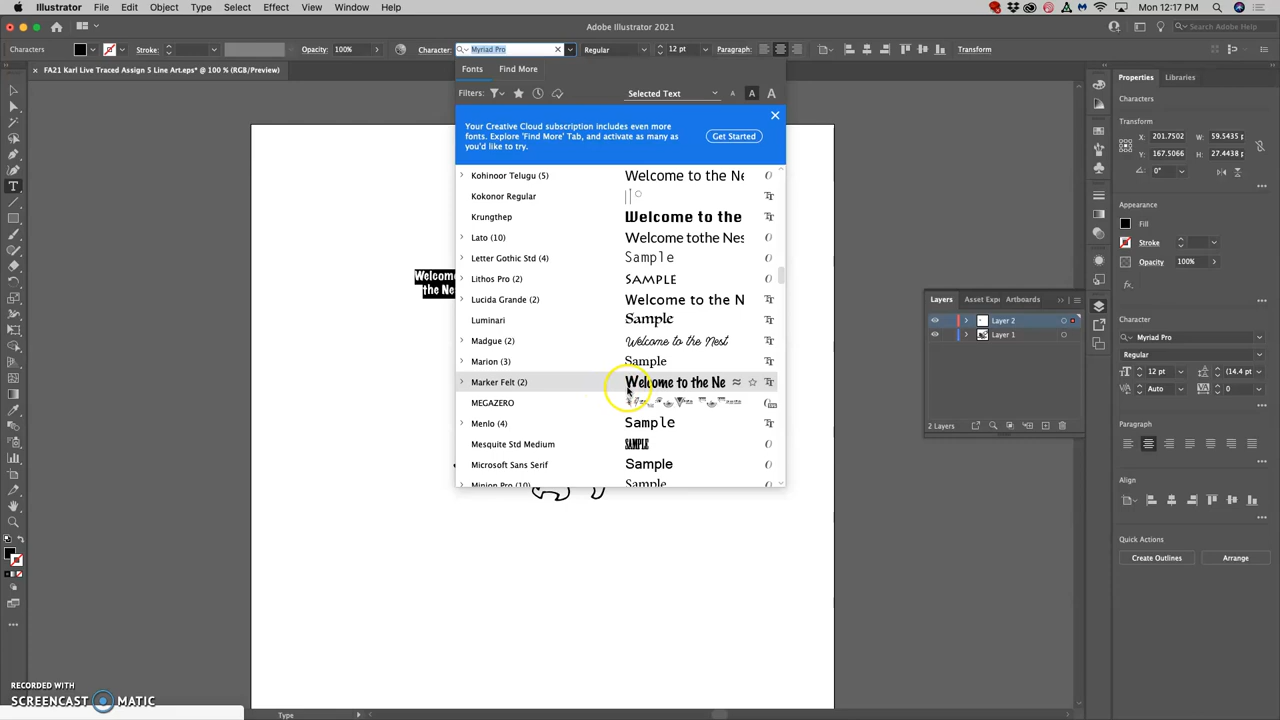 Illustrator File Edit Object Type Select Effect View Window Help Mon 12:17 PM
Adobe Illustrator 2021
Search Adobe Help
Characters Stroke: Opacity: 100% Character: Myriad Pro Regular 12 pt Paragraph: Transform
FA21 Karl Live Traced Assign 5 Line Art.eps* @ 100 % (RGB/Preview)
Fonts Find More
Filters: Selected Text A A A
Your Creative Cloud subscription includes even more
fonts. Explore 'Find More' Tab, and activate as many as
you'd like to try.
Get Started
Kohinoor Telugu (5) Welcome to the Ne
Kokonor Regular
Krungthep Welcome to the
Lato (10) Welcome tothe Nes
Letter Gothic Std (4) Sample
Lithos Pro (2) SAMPLE
Lucida Grande (2) Welcome to the N
Luminari Sample
Madgue (2) Welcome to the Nest
Marion (3) Sample
Marker Felt (2) Welcome to the Ne
MEGAZERO
Menlo (4) Sample
Mesquite Std Medium SAMPLE
Microsoft Sans Serif Sample
Minion Pro (10) Sample
Welcome
the Nes
Properties Libraries
Characters
Transform
X: 201.7502 W: 59.5435 p
Y: 167.5066 H: 27.4438 p
0°
Appearance
Fill
Stroke
Opacity 100%
fx.
Layers Asset Expo Artboards
Layer 2
Layer 1
2 Layers
Character
Myriad Pro
Regular
12 pt (14.4 pt
Auto 0
Paragraph
Align
Quick Actions
Create Outlines Arrange
RECORDED WITH
SCREENCAST MATIC
Type